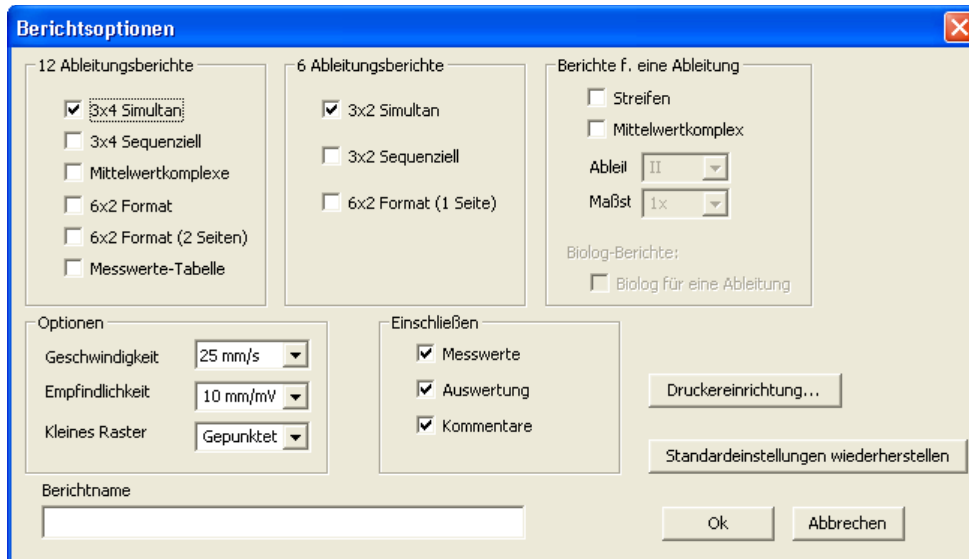 Berichtsoptionen
12 Ableitungsberichte
3x4 Simultan
3x4 Sequenziell
Mittelwertkomplexe
6x2 Format
6x2 Format (2 Seiten)
Messwerte-Tabelle
6 Ableitungsberichte
3x2 Simultan
3x2 Sequenziell
6x2 Format (1 Seite)
Berichte f. eine Ableitung
Streifen
Mittelwertkomplex
Ableil II
Maßst 1x
Biolog-Berichte:
Biolog für eine Ableitung
Optionen
Geschwindigkeit 25 mm/s
Empfindlichkeit 10 mm/mV
Kleines Raster Gepunktet
Einschließen
Messwerte
Auswertung
Kommentare
Druckereinrichtung...
Standardeinstellungen wiederherstellen
Berichtname
Ok Abbrechen